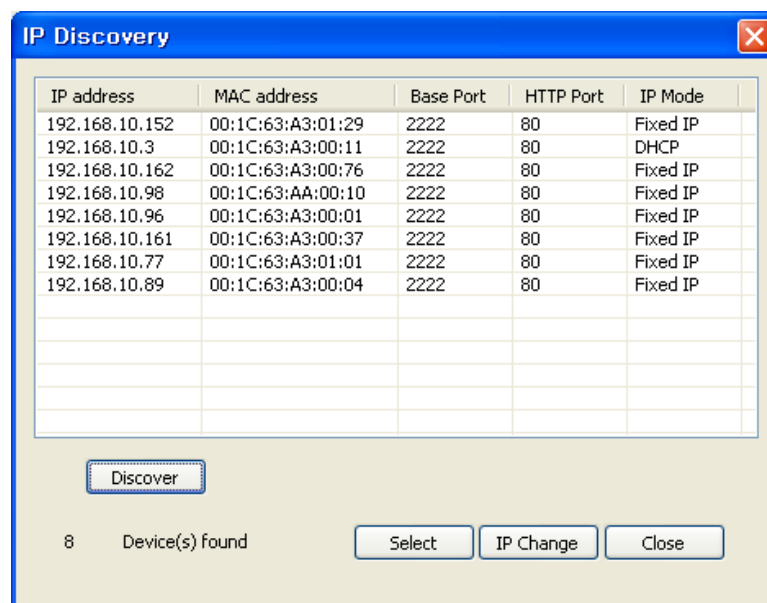 IP Discovery
IP address MAC address Base Port HTTP Port IP Mode
192.168.10.152 00:1C:63:A3:01:29 2222 80 Fixed IP
192.168.10.3 00:1C:63:A3:00:11 2222 80 DHCP
192.168.10.162 00:1C:63:A3:00:76 2222 80 Fixed IP
192.168.10.98 00:1C:63:AA:00:10 2222 80 Fixed IP
192.168.10.96 00:1C:63:A3:00:01 2222 80 Fixed IP
192.168.10.161 00:1C:63:A3:00:37 2222 80 Fixed IP
192.168.10.77 00:1C:63:A3:01:01 2222 80 Fixed IP
192.168.10.89 00:1C:63:A3:00:04 2222 80 Fixed IP
Discover
8 Device(s) found Select IP Change Close